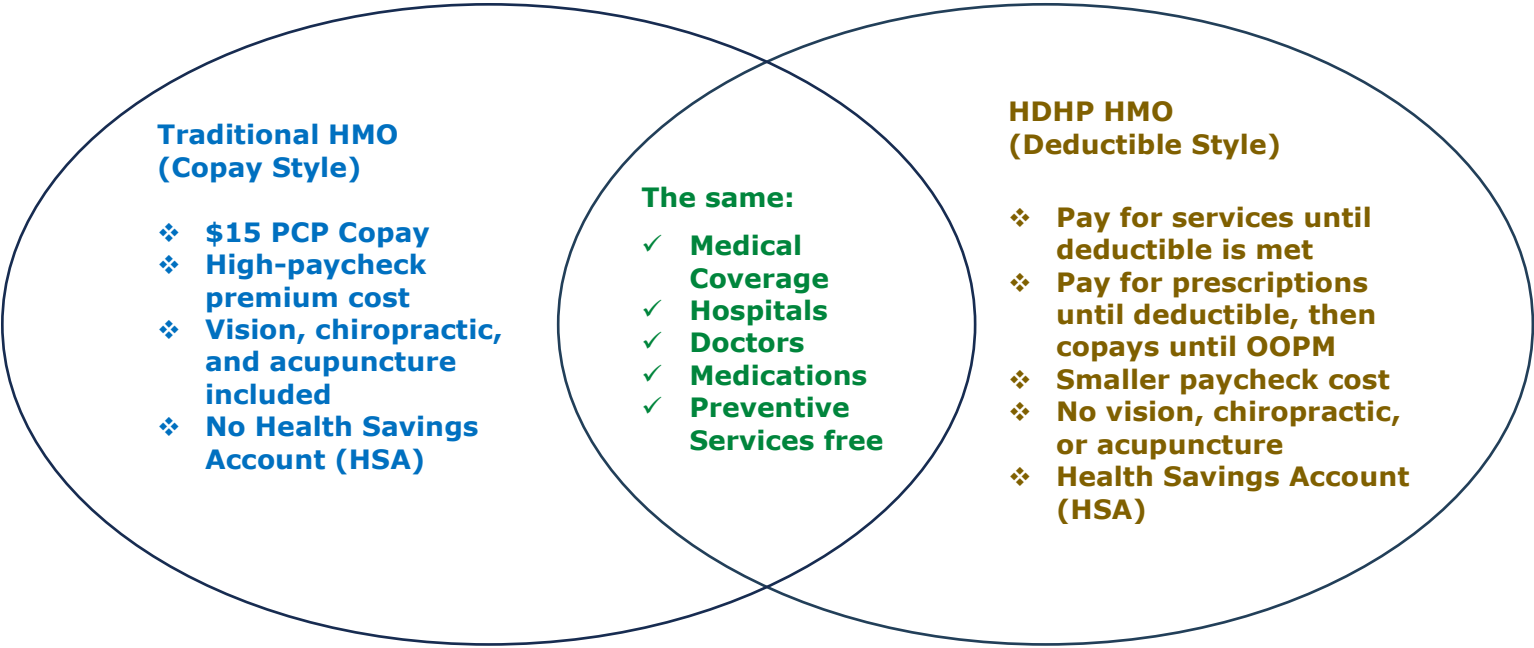 Traditional HMO
(Copay Style)
❖ $15 PCP Copay
❖ High-paycheck
premium cost
❖ Vision, chiropractic,
and acupuncture
included
❖ No Health Savings
Account (HSA)
The same:
✓ Medical
Coverage
✓ Hospitals
✓ Doctors
✓ Medications
✓ Preventive
Services free
HDHP HMO
(Deductible Style)
❖ Pay for services until
deductible is met
❖ Pay for prescriptions
until deductible, then
copays until OOPM
❖ Smaller paycheck cost
❖ No vision, chiropractic,
or acupuncture
❖ Health Savings Account
(HSA)